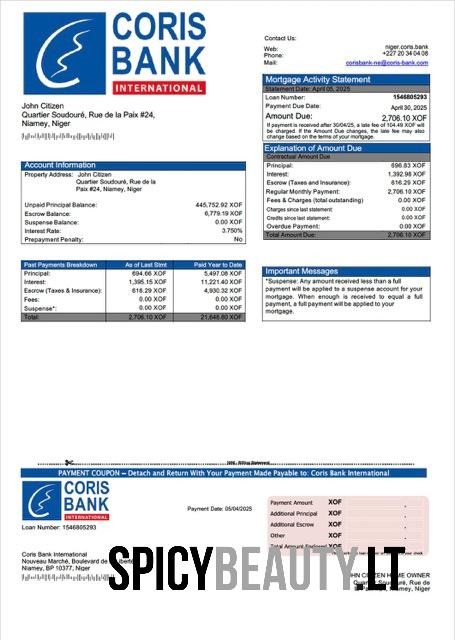 CORIS
BANK
INTERNATIONAL
Contact Us:
Web: niger.coris.bank
Phone: +227 20 34 04 08
Mail: corisbank-ne@coris-bank.com
John Citizen
Quartier Soudouré, Rue de la Paix #24,
Niamey, Niger
Mortgage Activity Statement
Statement Date: April 05, 2025
Loan Number: 1546805293
Payment Due Date: April 30, 2025
Amount Due: 2,706.10 XOF
If payment is received after 30/04/25, a late fee of 104.49 XOF will
be charged. If the Amount Due changes, the late fee may also
change based on the terms of your mortgage.
Explanation of Amount Due
Contractual Amount Due
Principal: 696.83 XOF
Interest: 1,392.98 XOF
Escrow (Taxes and Insurance): 616.29 XOF
Regular Monthly Payment: 2,706.10 XOF
Fees & Charges (total outstanding) 0.00 XOF
Charges since last statement: 0.00 XOF
Credits since last statement: 0.00 XOF
Overdue Payment: 0.00 XOF
Total Amount Due: 2,706.10 XOF
Account Information
Property Address: John Citizen
Quartier Soudouré, Rue de la
Paix #24, Niamey, Niger
Unpaid Principal Balance: 445,752.92 XOF
Escrow Balance: 6,779.19 XOF
Suspense Balance: 0.00 XOF
Interest Rate: 3.750%
Prepayment Penalty: No
Past Payments Breakdown As of Last Stmt Paid Year to Date
Principal: 694.66 XOF 5,497.08 XOF
Interest: 1,395.15 XOF 11,221.40 XOF
Escrow (Taxes & Insurance): 616.29 XOF 4,930.32 XOF
Fees: 0.00 XOF 0.00 XOF
Suspense*: 0.00 XOF 0.00 XOF
Total: 2,706.10 XOF 21,648.80 XOF
Important Messages
*Suspense: Any amount received less than a full
payment will be applied to a suspense account for your
mortgage. When enough is received to equal a full
payment, a full payment will be applied to your
mortgage.
Billing Statement
PAYMENT COUPON – Detach and Return With Your Payment Made Payable to: Coris Bank International
CORIS
BANK
INTERNATIONAL
Loan Number: 1546805293
Payment Date: 05/04/2025
Payment Amount XOF
Additional Principal XOF
Additional Escrow XOF
Other XOF
Total Amount Enclosed XOF
Coris Bank International
Nouveau Marché, Boulevard de
Niamey, BP 10377, Niger
CITIZEN HOME OWNER
Quartier Soudouré, Rue de
la Paix #24, Niamey, Niger
SPICYBEAUTY.LT